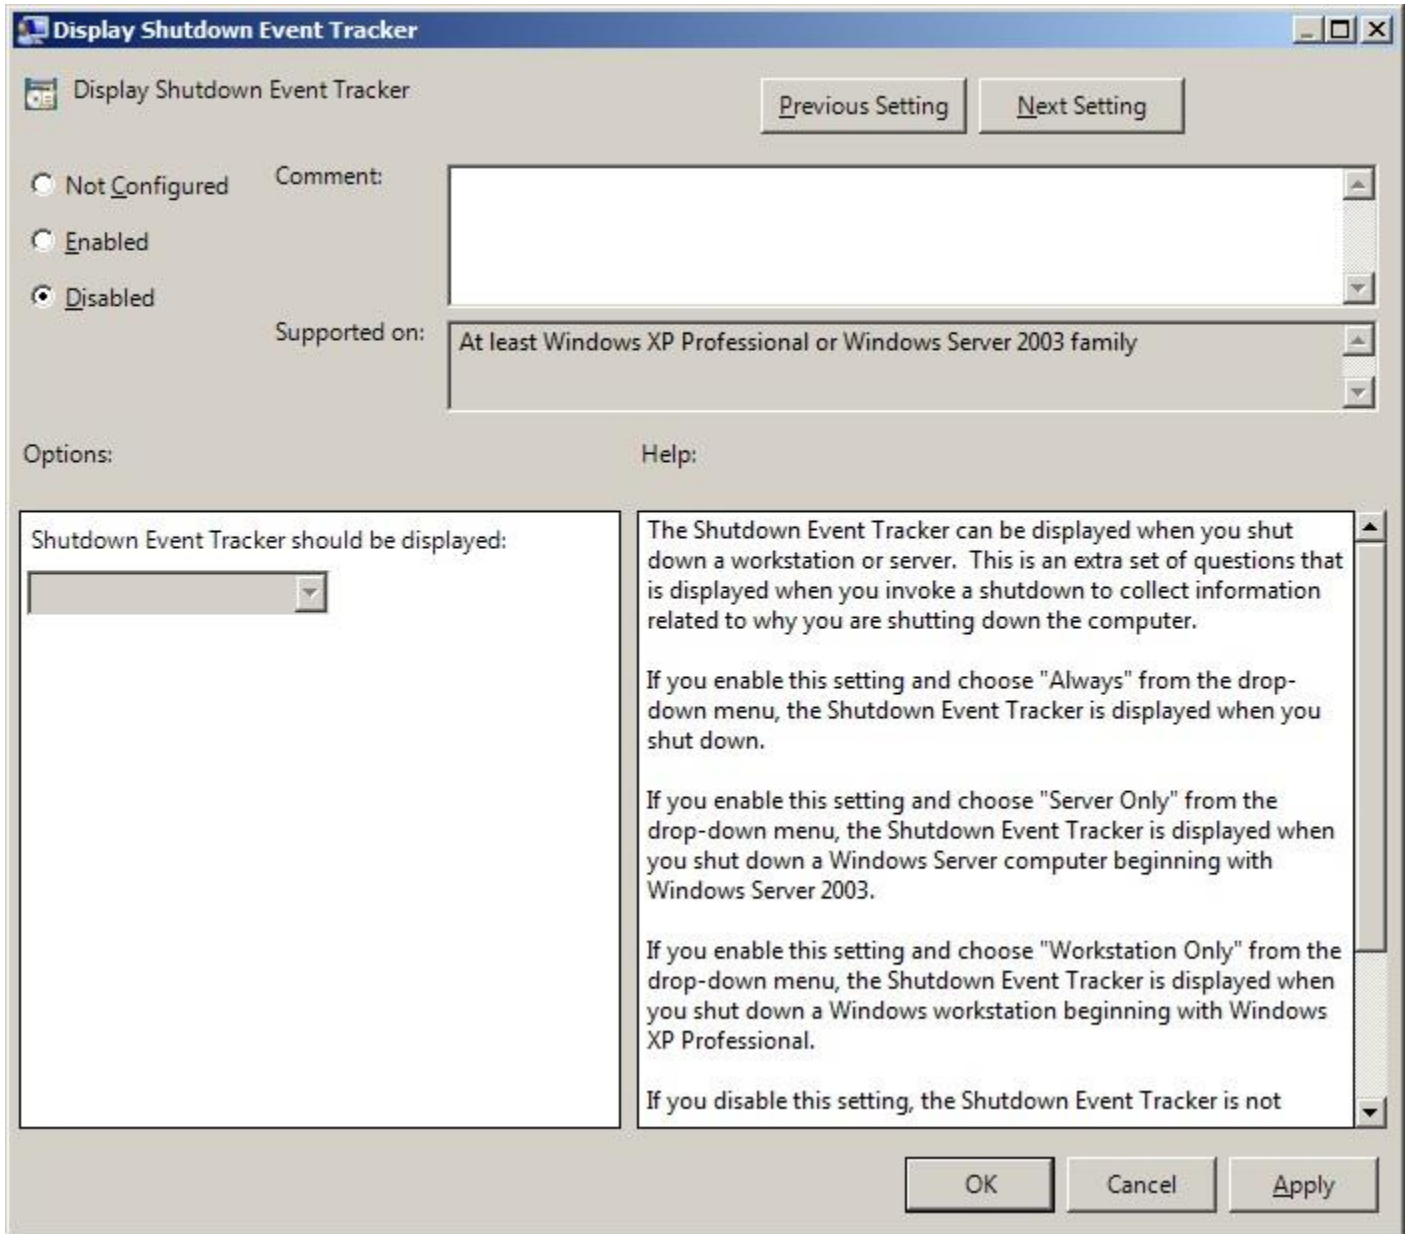 Display Shutdown Event Tracker
Display Shutdown Event Tracker
Previous Setting
Next Setting
Not Configured
Enabled
Disabled
Comment:
Supported on:
At least Windows XP Professional or Windows Server 2003 family
Options:
Help:
Shutdown Event Tracker should be displayed:
The Shutdown Event Tracker can be displayed when you shut
down a workstation or server.  This is an extra set of questions that
is displayed when you invoke a shutdown to collect information
related to why you are shutting down the computer.
If you enable this setting and choose "Always" from the drop-
down menu, the Shutdown Event Tracker is displayed when you
shut down.
If you enable this setting and choose "Server Only" from the
drop-down menu, the Shutdown Event Tracker is displayed when
you shut down a Windows Server computer beginning with
Windows Server 2003.
If you enable this setting and choose "Workstation Only" from the
drop-down menu, the Shutdown Event Tracker is displayed when
you shut down a Windows workstation beginning with Windows
XP Professional.
If you disable this setting, the Shutdown Event Tracker is not
OK
Cancel
Apply